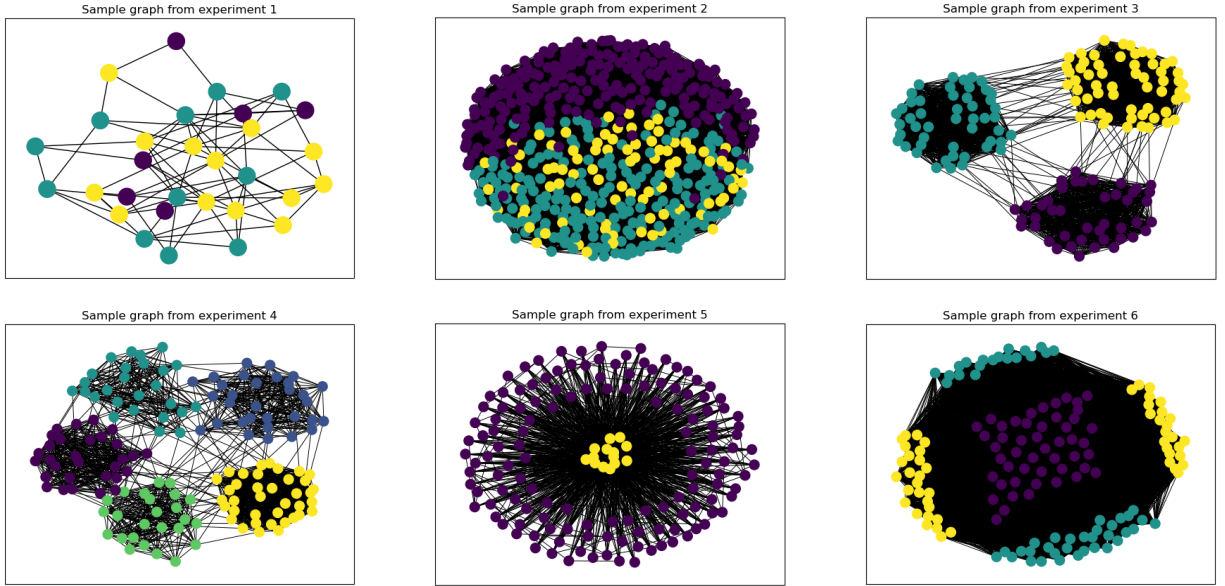 Sample graph from experiment 1
Sample graph from experiment 2
Sample graph from experiment 3
Sample graph from experiment 4
Sample graph from experiment 5
Sample graph from experiment 6